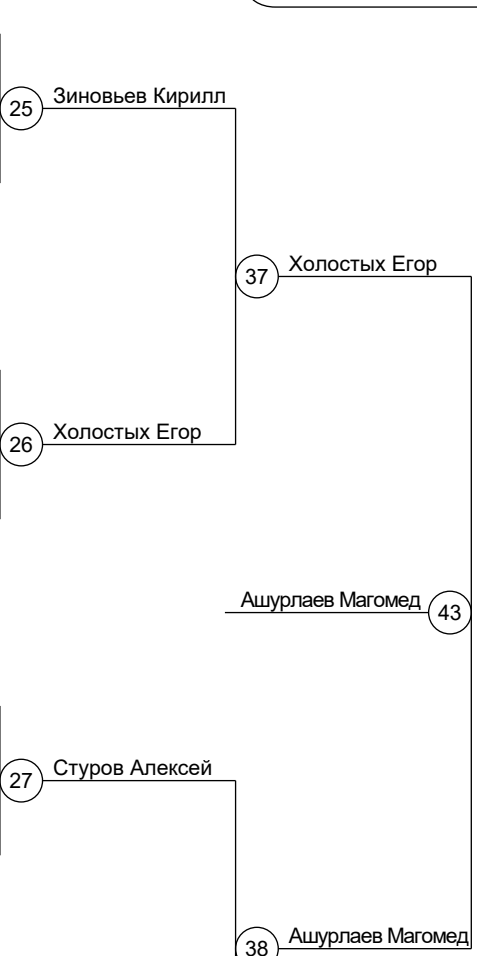 Зиновьев Кирилл
25
Холостых Егор
37
Холостых Егор
26
Ашурлаев Магомед
43
Стуров Алексей
27
Ашурлаев Магомед
38